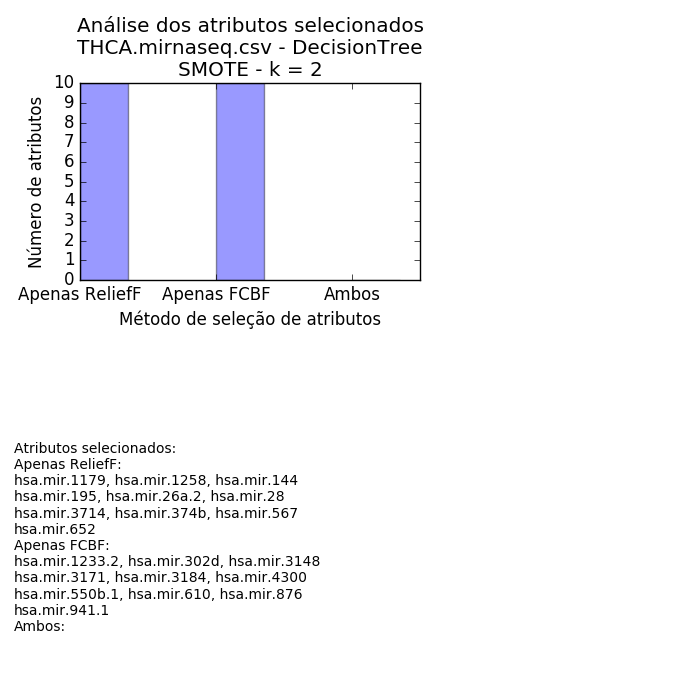 Análise dos atributos selecionados
THCA.mirnaseq.csv - DecisionTree
SMOTE - k = 2
10
9
8
7
6
5
4
3
2
1
0
Número de atributos
Apenas ReliefF Apenas FCBF Ambos
Método de seleção de atributos
Atributos selecionados:
Apenas ReliefF:
hsa.mir.1179, hsa.mir.1258, hsa.mir.144
hsa.mir.195, hsa.mir.26a.2, hsa.mir.28
hsa.mir.3714, hsa.mir.374b, hsa.mir.567
hsa.mir.652
Apenas FCBF:
hsa.mir.1233.2, hsa.mir.302d, hsa.mir.3148
hsa.mir.3171, hsa.mir.3184, hsa.mir.4300
hsa.mir.550b.1, hsa.mir.610, hsa.mir.876
hsa.mir.941.1
Ambos: